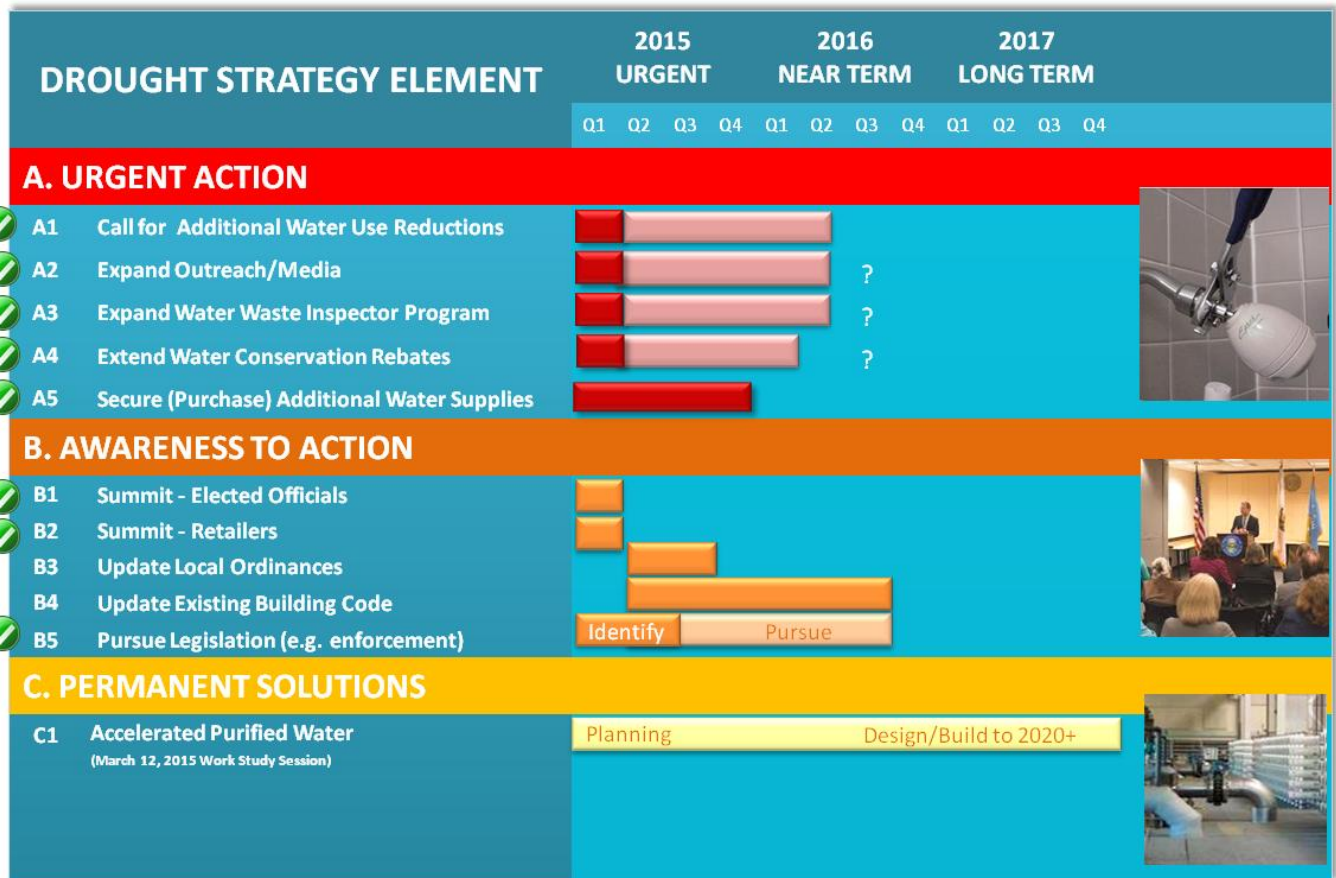 DROUGHT STRATEGY ELEMENT
2015
URGENT
2016
NEAR TERM
2017
LONG TERM
Q1 Q2 Q3 Q4 Q1 Q2 Q3 Q4 Q1 Q2 Q3 Q4
A. URGENT ACTION
A1 Call for Additional Water Use Reductions
A2 Expand Outreach/Media ?
A3 Expand Water Waste Inspector Program ?
A4 Extend Water Conservation Rebates ?
A5 Secure (Purchase) Additional Water Supplies
B. AWARENESS TO ACTION
B1 Summit - Elected Officials
B2 Summit - Retailers
B3 Update Local Ordinances
B4 Update Existing Building Code
B5 Pursue Legislation (e.g. enforcement) Identify Pursue
C. PERMANENT SOLUTIONS
C1 Accelerated Purified Water Planning Design/Build to 2020+
(March 12, 2015 Work Study Session)